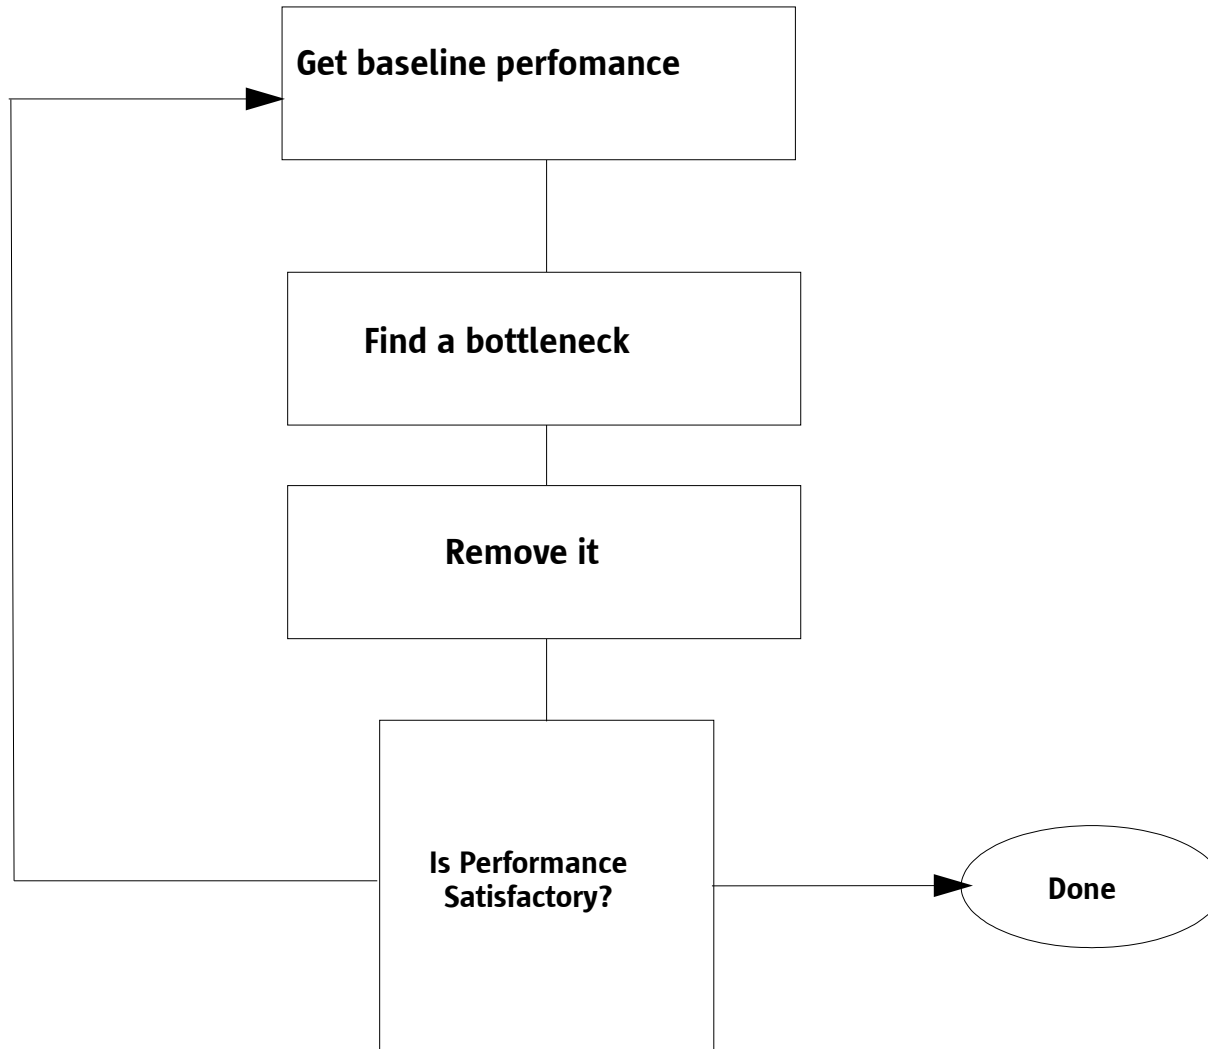 Get baseline perfomance
Find a bottleneck
Remove it
Is Performance
Satisfactory?
Done